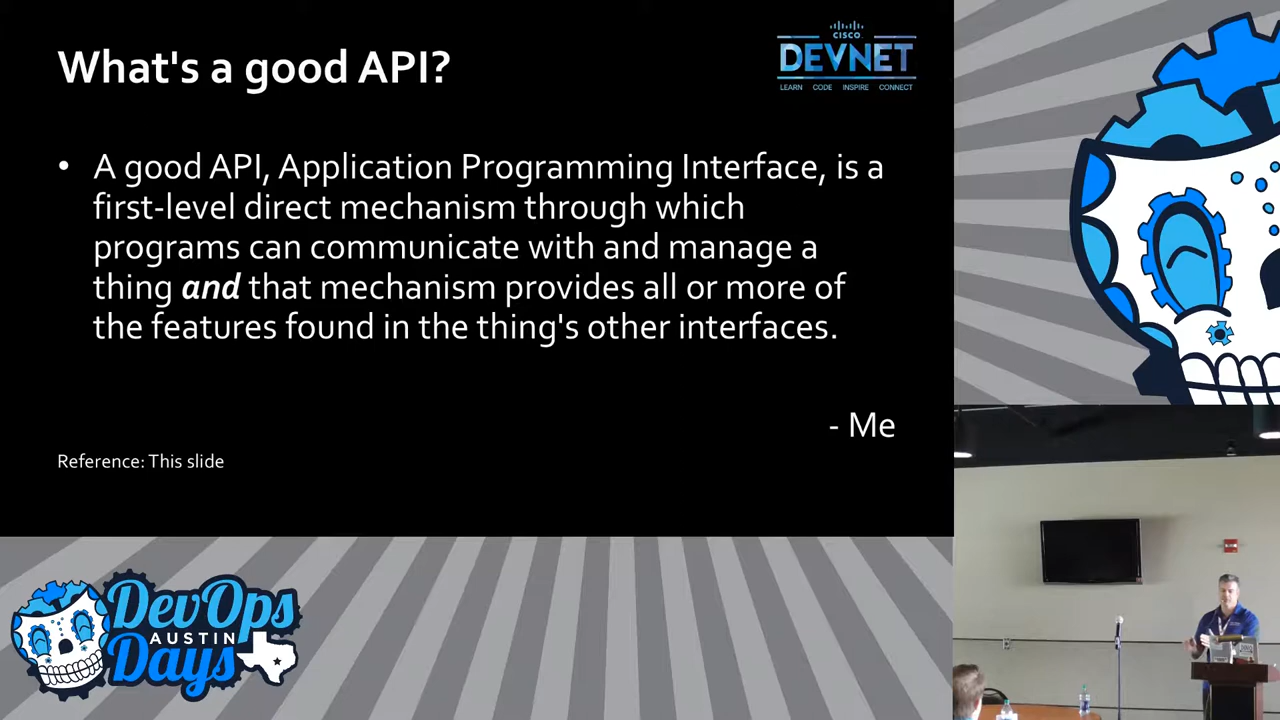 What's a good API?
CISCO
DEVNET
LEARN CODE INSPIRE CONNECT
• A good API, Application Programming Interface, is a
first-level direct mechanism through which
programs can communicate with and manage a
thing and that mechanism provides all or more of
the features found in the thing's other interfaces.
- Me
Reference: This slide
DevOps
AUSTIN
Days